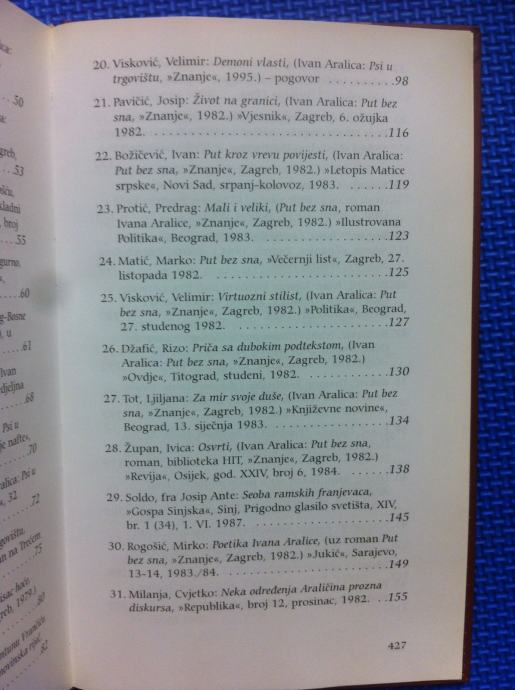 20. Visković, Velimir: Demoni vlasti, (Ivan Aralica: Psi u
trgovištu, »Znanje«, 1995.) – pogovor . . . . . . . . . .98
21. Pavičić, Josip: Život na granici, (Ivan Aralica: Put bez
sna, »Znanje«, 1982.) »Vjesnik«, Zagreb, 6. ožujka
1982. . . . . . . . . . . . . . . . . . . . . . . . . . . . . .116
22. Božičević, Ivan: Put kroz vrevu povijesti, (Ivan Aralica:
Put bez sna, »Znanje«, Zagreb, 1982.) »Letopis Matice
srpske«, Novi Sad, srpanj-kolovoz, 1983. . . . . . . .119
23. Protić, Predrag: Mali i veliki, (Put bez sna, roman
Ivana Aralice, »Znanje«, Zagreb, 1982.) »Ilustrovana
Politika«, Beograd, 1983. . . . . . . . . . . . . . . . . .123
24. Matić, Marko: Put bez sna, »Večernji list«, Zagreb, 27.
listopada 1982. . . . . . . . . . . . . . . . . . . . . . . .125
25. Visković, Velimir: Virtuozni stilist, (Ivan Aralica: Put
bez sna, »Znanje«, Zagreb, 1982.) »Politika«, Beograd,
27. studenog 1982. . . . . . . . . . . . . . . . . . . . . .127
26. Džafić, Rizo: Priča sa dubokim podtekstom, (Ivan
Aralica: Put bez sna, »Znanje«, Zagreb, 1982.)
»Ovdje«, Titograd, studeni, 1982. . . . . . . . . . . .130
27. Tot, Ljiljana: Za mir svoje duše, (Ivan Aralica: Put bez
sna, »Znanje«, Zagreb, 1982.) »Književne novine«,
Beograd, 13. siječnja 1983. . . . . . . . . . . . . . . . .134
28. Župan, Ivica: Osvrti, (Ivan Aralica: Put bez sna,
roman, biblioteka HIT, »Znanje«, Zagreb, 1982.)
»Revija«, Osijek, god. XXIV, broj 6, 1984. . . . . . .138
29. Soldo, fra Josip Ante: Seoba ramskih franjevaca,
»Gospa Sinjska«, Sinj, Prigodno glasilo svetišta, XIV,
br. 1 (34), 1. VI. 1987. . . . . . . . . . . . . . . . . . . .145
30. Rogošić, Mirko: Poetika Ivana Aralice, (uz roman Put
bez sna, »Znanje«, Zagreb, 1982.) »Jukić«, Sarajevo,
13-14, 1983./84. . . . . . . . . . . . . . . . . . . . . . . .149
31. Milanja, Cvjetko: Neka određenja Araličina prozna
diskursa, »Republika«, broj 12, prosinac, 1982. . . .155
427